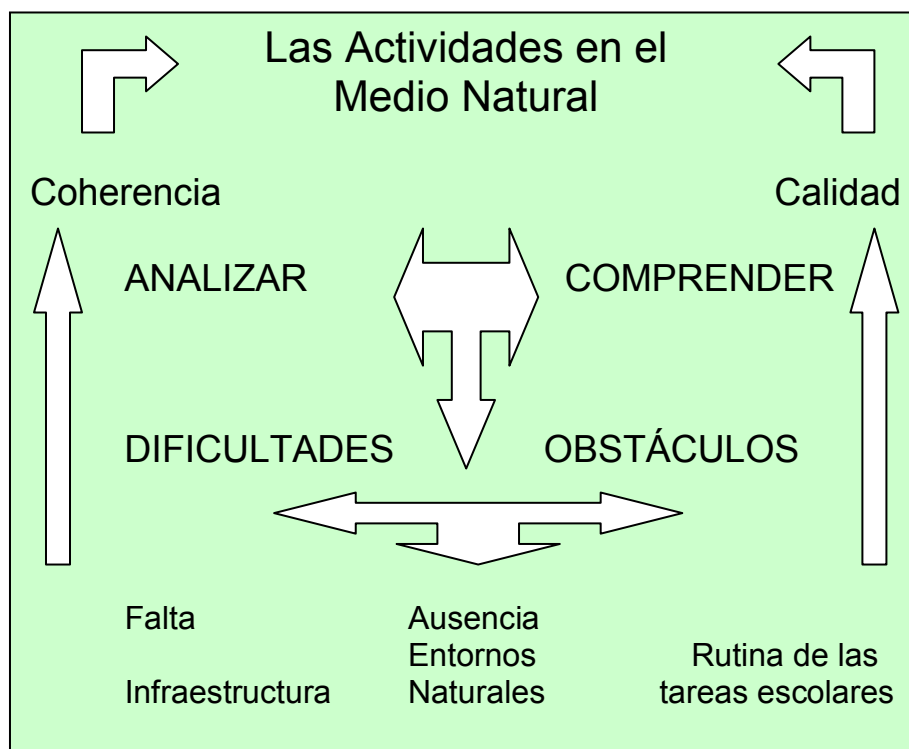 Las Actividades en el
Medio Natural
Coherencia
Calidad
ANALIZAR
COMPRENDER
DIFICULTADES
OBSTÁCULOS
Falta
Infraestructura
Ausencia
Entornos
Naturales
Rutina de las
tareas escolares